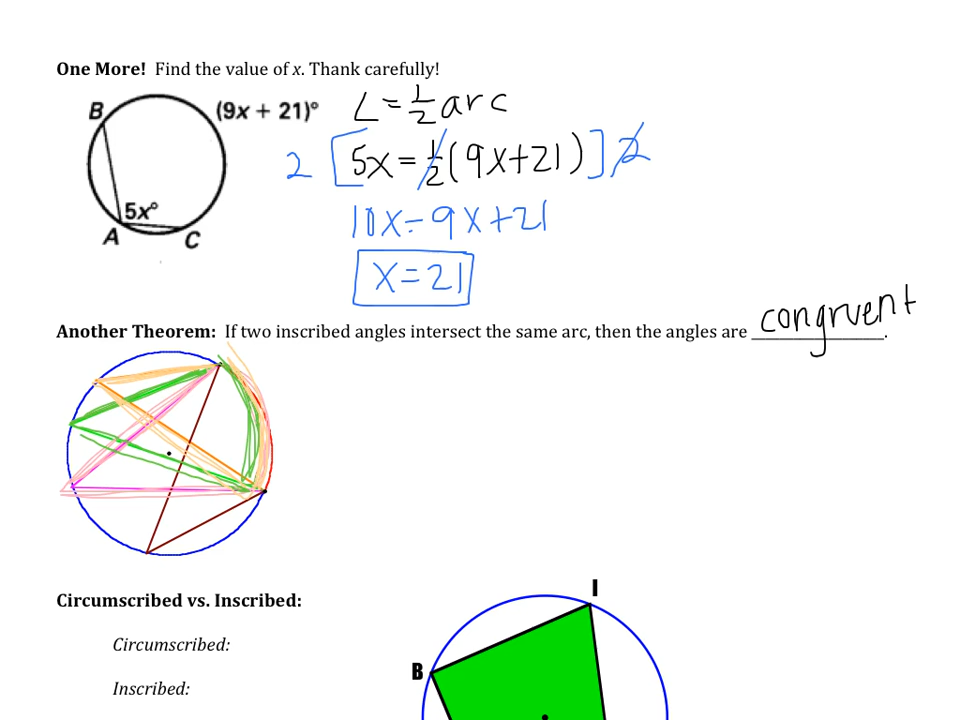 One More! Find the value of x. Thank carefully!
B
(9x + 21)°
∠ = 1/2 arc
2 [5x = 1/2 (9x+21)] 2
5x°
10x = 9x + 21
A
C
x = 21
Another Theorem: If two inscribed angles intersect the same arc, then the angles are congruent.
Circumscribed vs. Inscribed:
I
Circumscribed:
B
Inscribed: